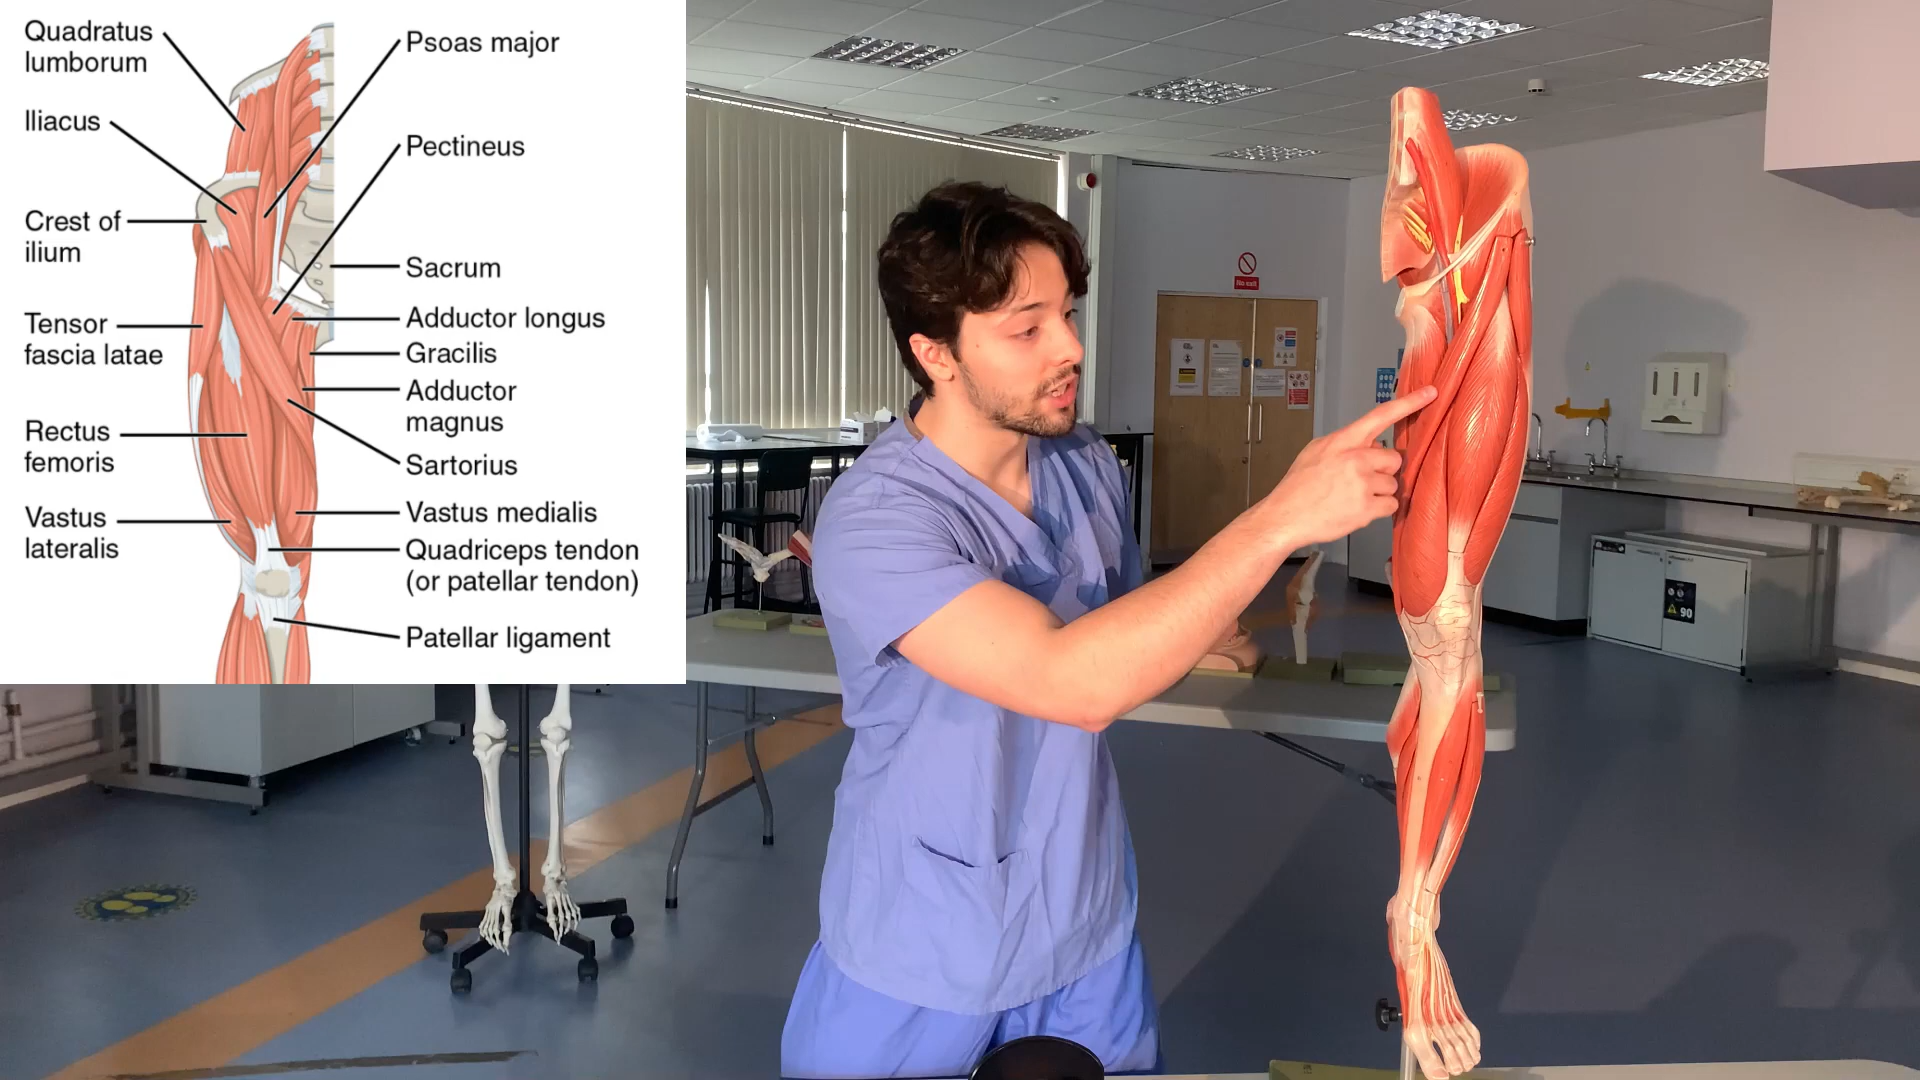 Quadratus
lumborum
Iliacus
Crest of
ilium
Tensor
fascia latae
Rectus
femoris
Vastus
lateralis
Psoas major
Pectineus
Sacrum
Adductor longus
Gracilis
Adductor
magnus
Sartorius
Vastus medialis
Quadriceps tendon
(or patellar tendon)
Patellar ligament
No exit
90